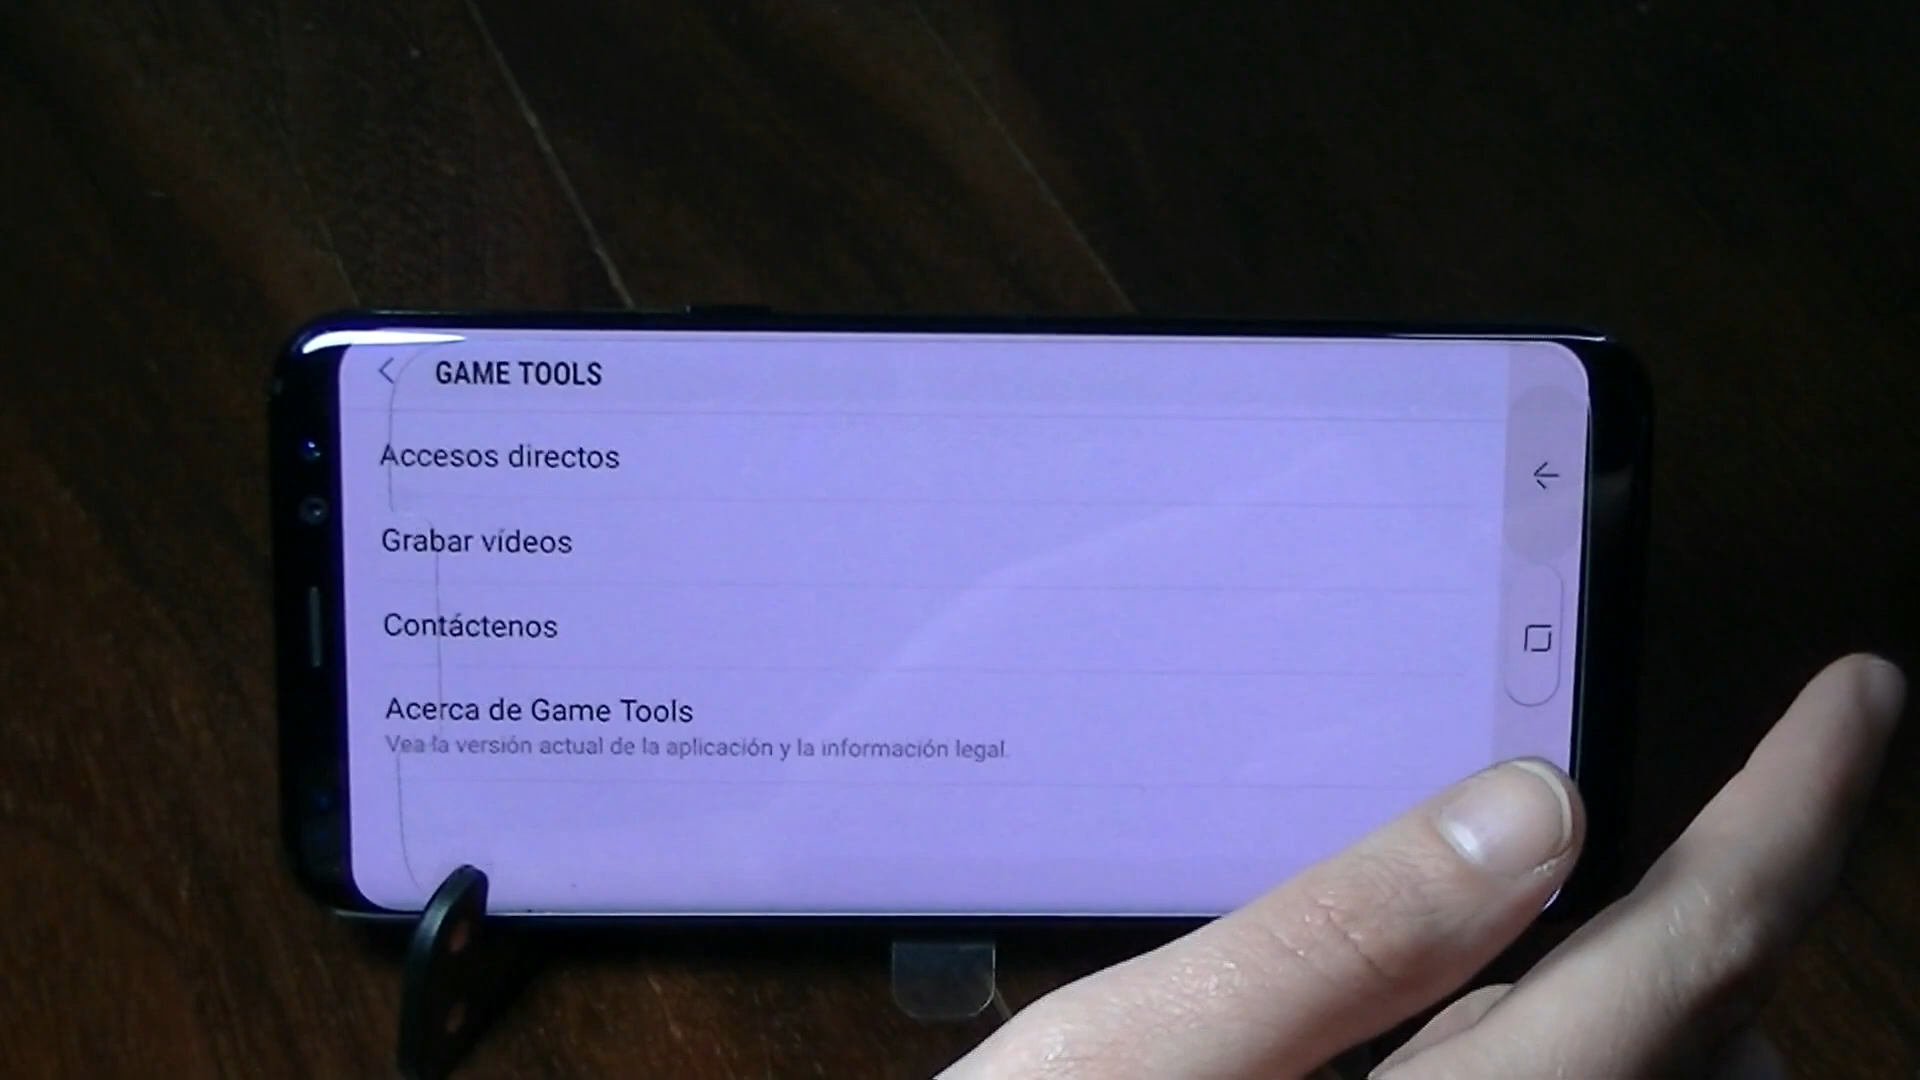 GAME TOOLS
Accesos directos
Grabar vídeos
Contáctenos
Acerca de Game Tools
Vea la versión actual de la aplicación y la información legal.